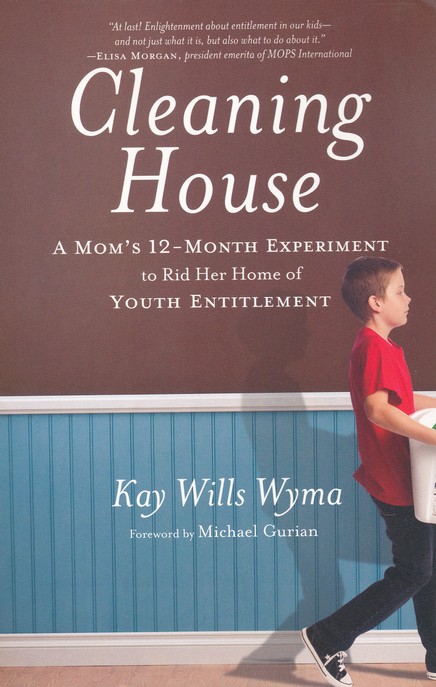 “At last! Enlightenment about entitlement in our kids—
and not just what it is, but also what to do about it.”
—Elisa Morgan, president emerita of MOPS International
Cleaning
House
A Mom’s 12-Month Experiment
to Rid Her Home of
Youth Entitlement
Kay Wills Wyma
Foreword by Michael Gurian